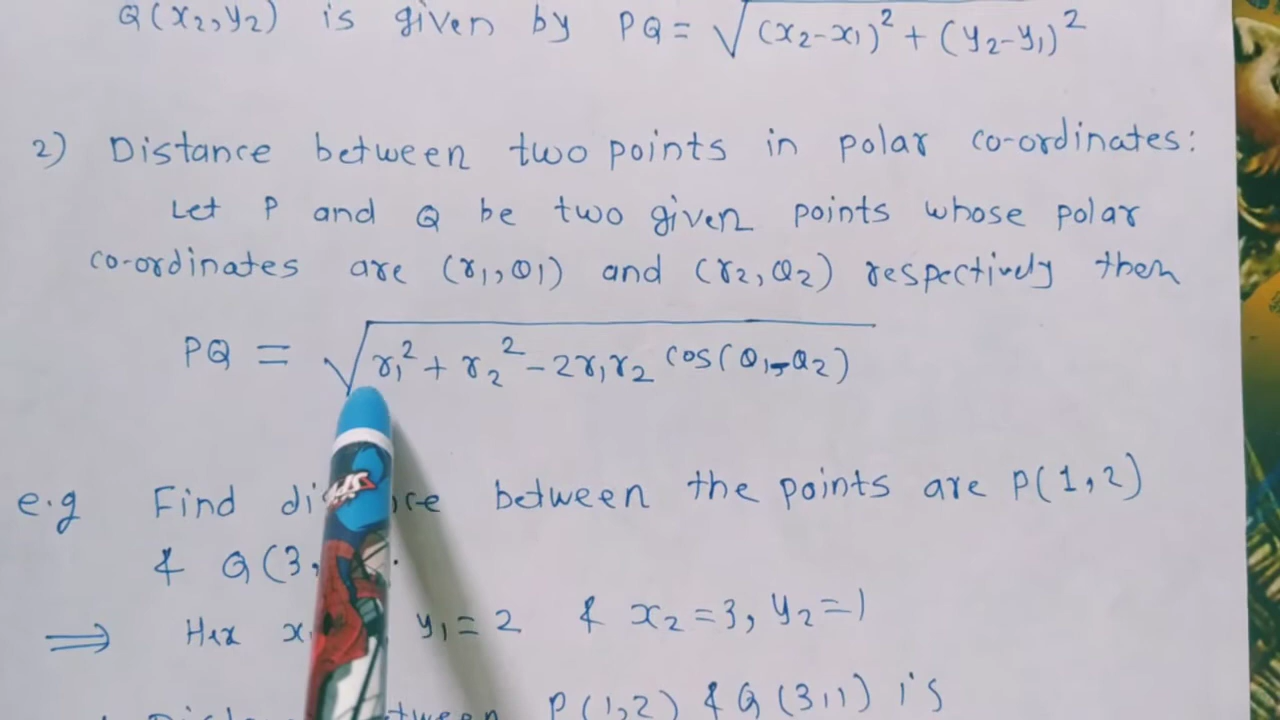 Q(x₂,y₂) is given by PQ = √(x₂-x₁)² + (y₂-y₁)²
2) Distance between two points in polar co-ordinates:
Let P and Q be two given points whose polar
co-ordinates are (r₁,θ₁) and (r₂,θ₂) respectively then
PQ = √r₁² + r₂² - 2r₁r₂ cos(θ₁-θ₂)
e.g Find between the points are P(1,2)
& Q(3,
⟹ y₁ = 2 & x₂ = 3, y₂ = 1
P(1,2) & Q(3,1) is